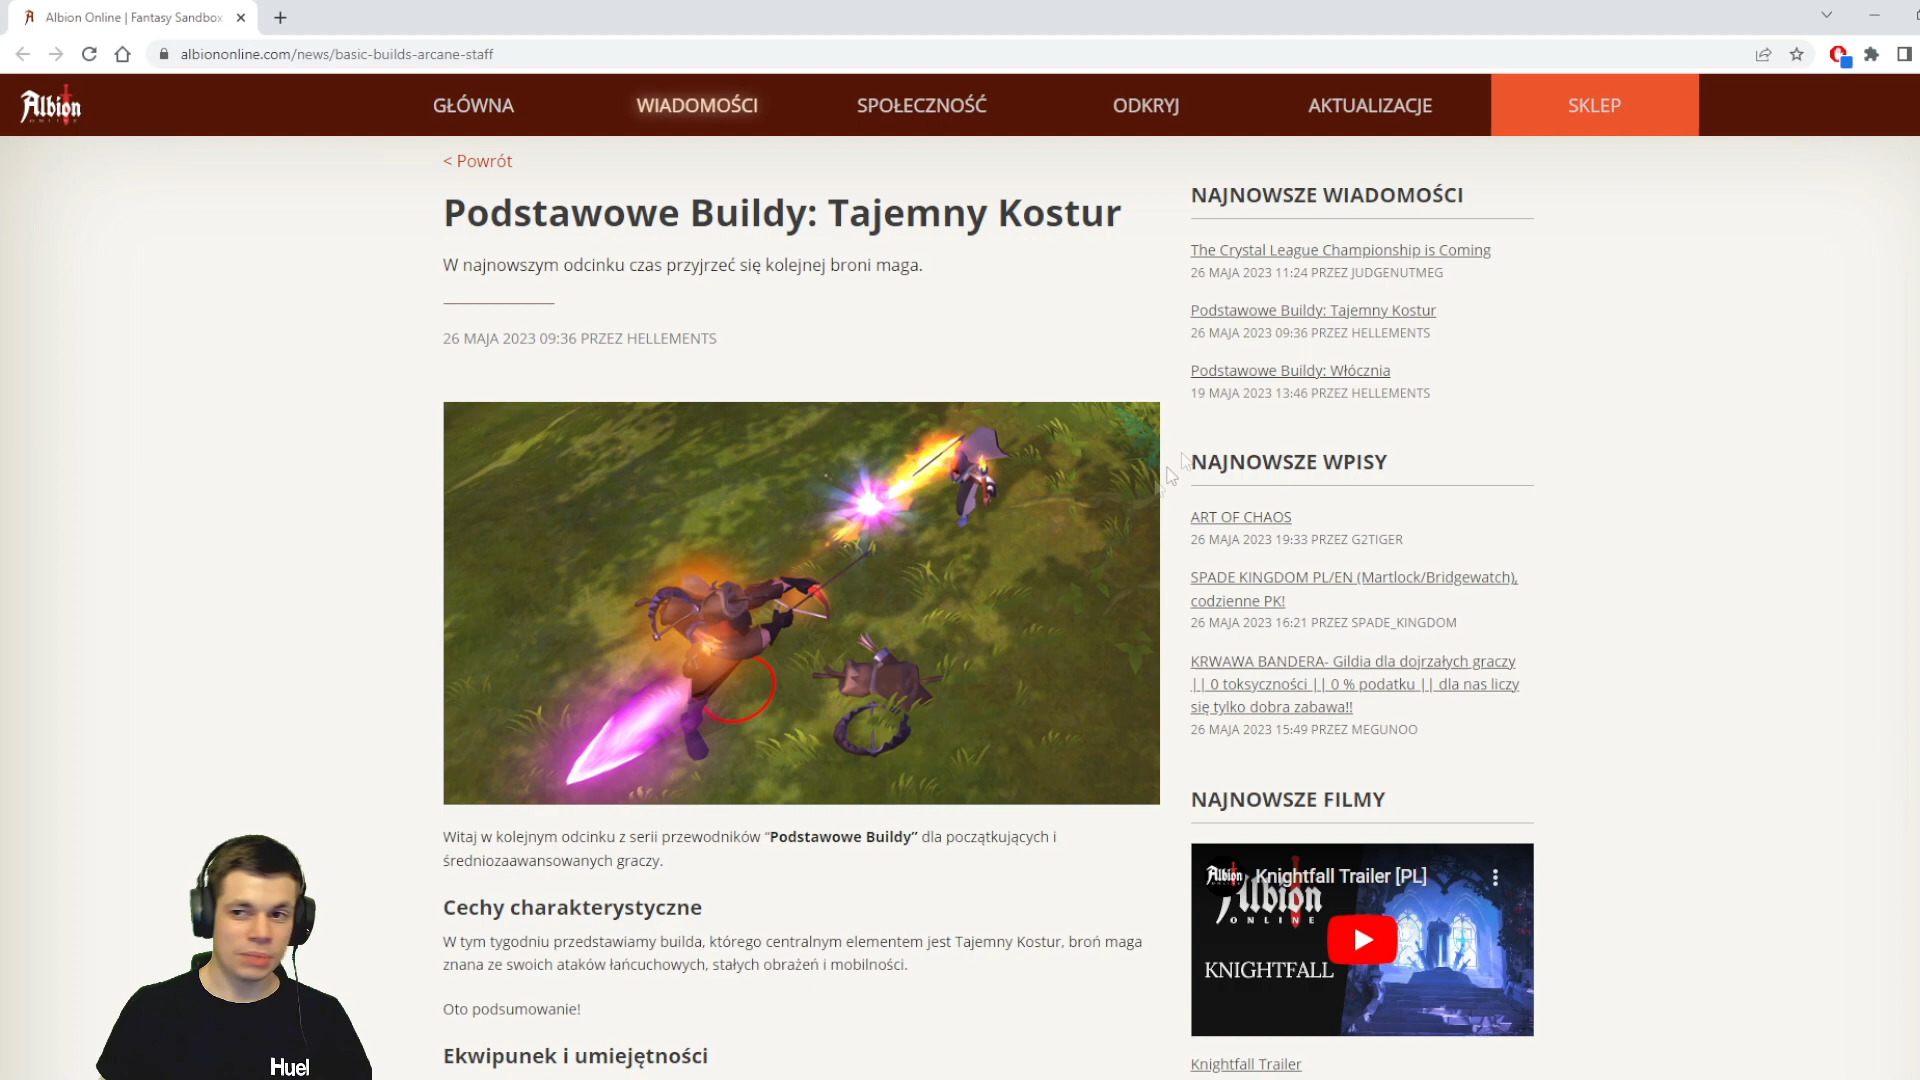 Albion Online | Fantasy Sandbox
albiononline.com/news/basic-builds-arcane-staff
Albion
ONLINE
GŁÓWNA
WIADOMOŚCI
SPOŁECZNOŚĆ
ODKRYJ
AKTUALIZACJE
SKLEP
< Powrót
Podstawowe Buildy: Tajemny Kostur
W najnowszym odcinku czas przyjrzeć się kolejnej broni maga.
26 MAJA 2023 09:36 PRZEZ HELLEMENTS
Witaj w kolejnym odcinku z serii przewodników “Podstawowe Buildy” dla początkujących i
średniozaawansowanych graczy.
Cechy charakterystyczne
W tym tygodniu przedstawiamy builda, którego centralnym elementem jest Tajemny Kostur, broń maga
znana ze swoich ataków łańcuchowych, stałych obrażeń i mobilności.
Oto podsumowanie!
Ekwipunek i umiejętności
NAJNOWSZE WIADOMOŚCI
The Crystal League Championship is Coming
26 MAJA 2023 11:24 PRZEZ JUDGENUTMEG
Podstawowe Buildy: Tajemny Kostur
26 MAJA 2023 09:36 PRZEZ HELLEMENTS
Podstawowe Buildy: Włócznia
19 MAJA 2023 13:46 PRZEZ HELLEMENTS
NAJNOWSZE WPISY
ART OF CHAOS
26 MAJA 2023 19:33 PRZEZ G2TIGER
SPADE KINGDOM PL/EN (Martlock/Bridgewatch),
codzienne PK!
26 MAJA 2023 16:21 PRZEZ SPADE_KINGDOM
KRWAWA BANDERA- Gildia dla dojrzałych graczy
|| 0 toksyczności || 0 % podatku || dla nas liczy
się tylko dobra zabawa!!
26 MAJA 2023 15:49 PRZEZ MEGUNOO
NAJNOWSZE FILMY
Albion
Knightfall Trailer [PL]
Albion
ONLINE
KNIGHTFALL
Knightfall Trailer
Huel